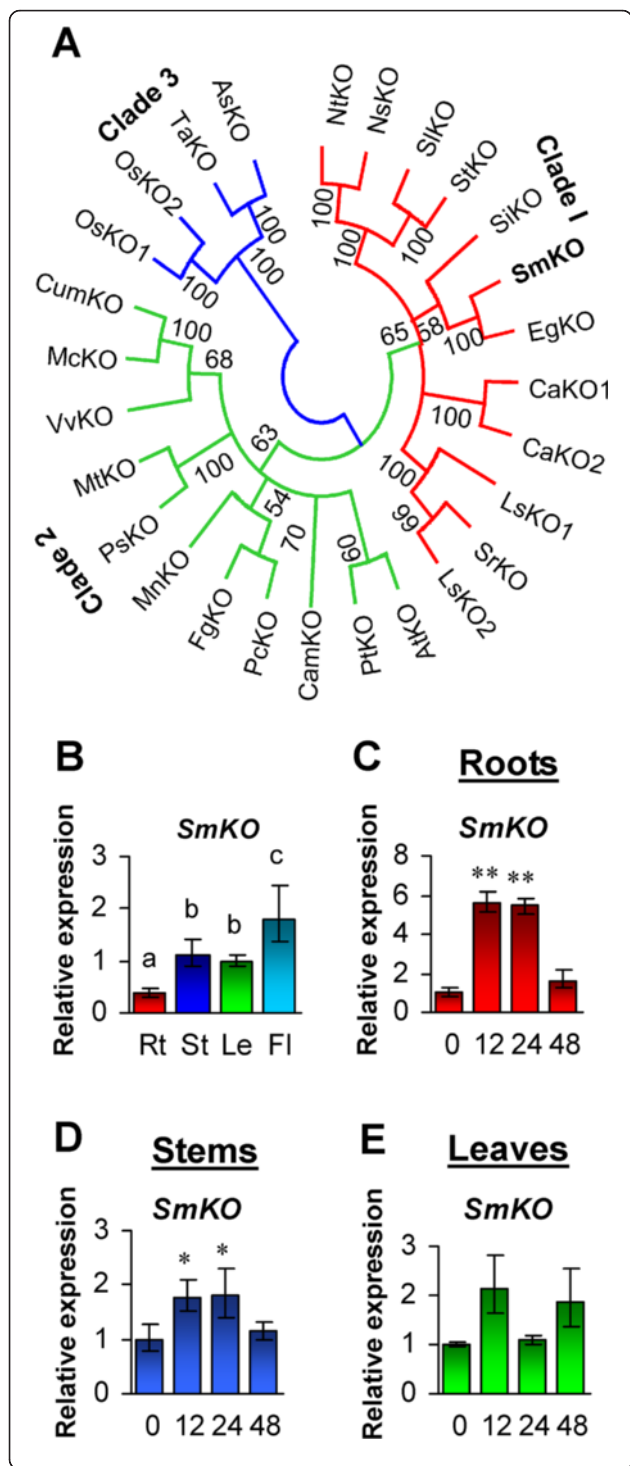 A
Clade 3
AsKO
TaKO
OsKO2
OsKO1
CumKO
McKO
VvKO
MtKO
PsKO
Clade 2
MnKO
FgKO
PcKO
CamKO
PtKO
AtKO
LsKO2
SrKO
LsKO1
CaKO2
CaKO1
EgKO
SmKO
SiKO
Clade I
StKO
SlKO
NsKO
NtKO
100
100
100
100
68
100
63
54
70
60
65
58
100
100
100
100
100
100
99
B
SmKO
Relative expression
3
2
1
0
a
b
b
c
Rt St Le Fl
C
Roots
SmKO
Relative expression
8
6
4
2
0
**
**
0 12 24 48
D
Stems
SmKO
Relative expression
3
2
1
0
*
*
0 12 24 48
E
Leaves
SmKO
Relative expression
3
2
1
0
0 12 24 48